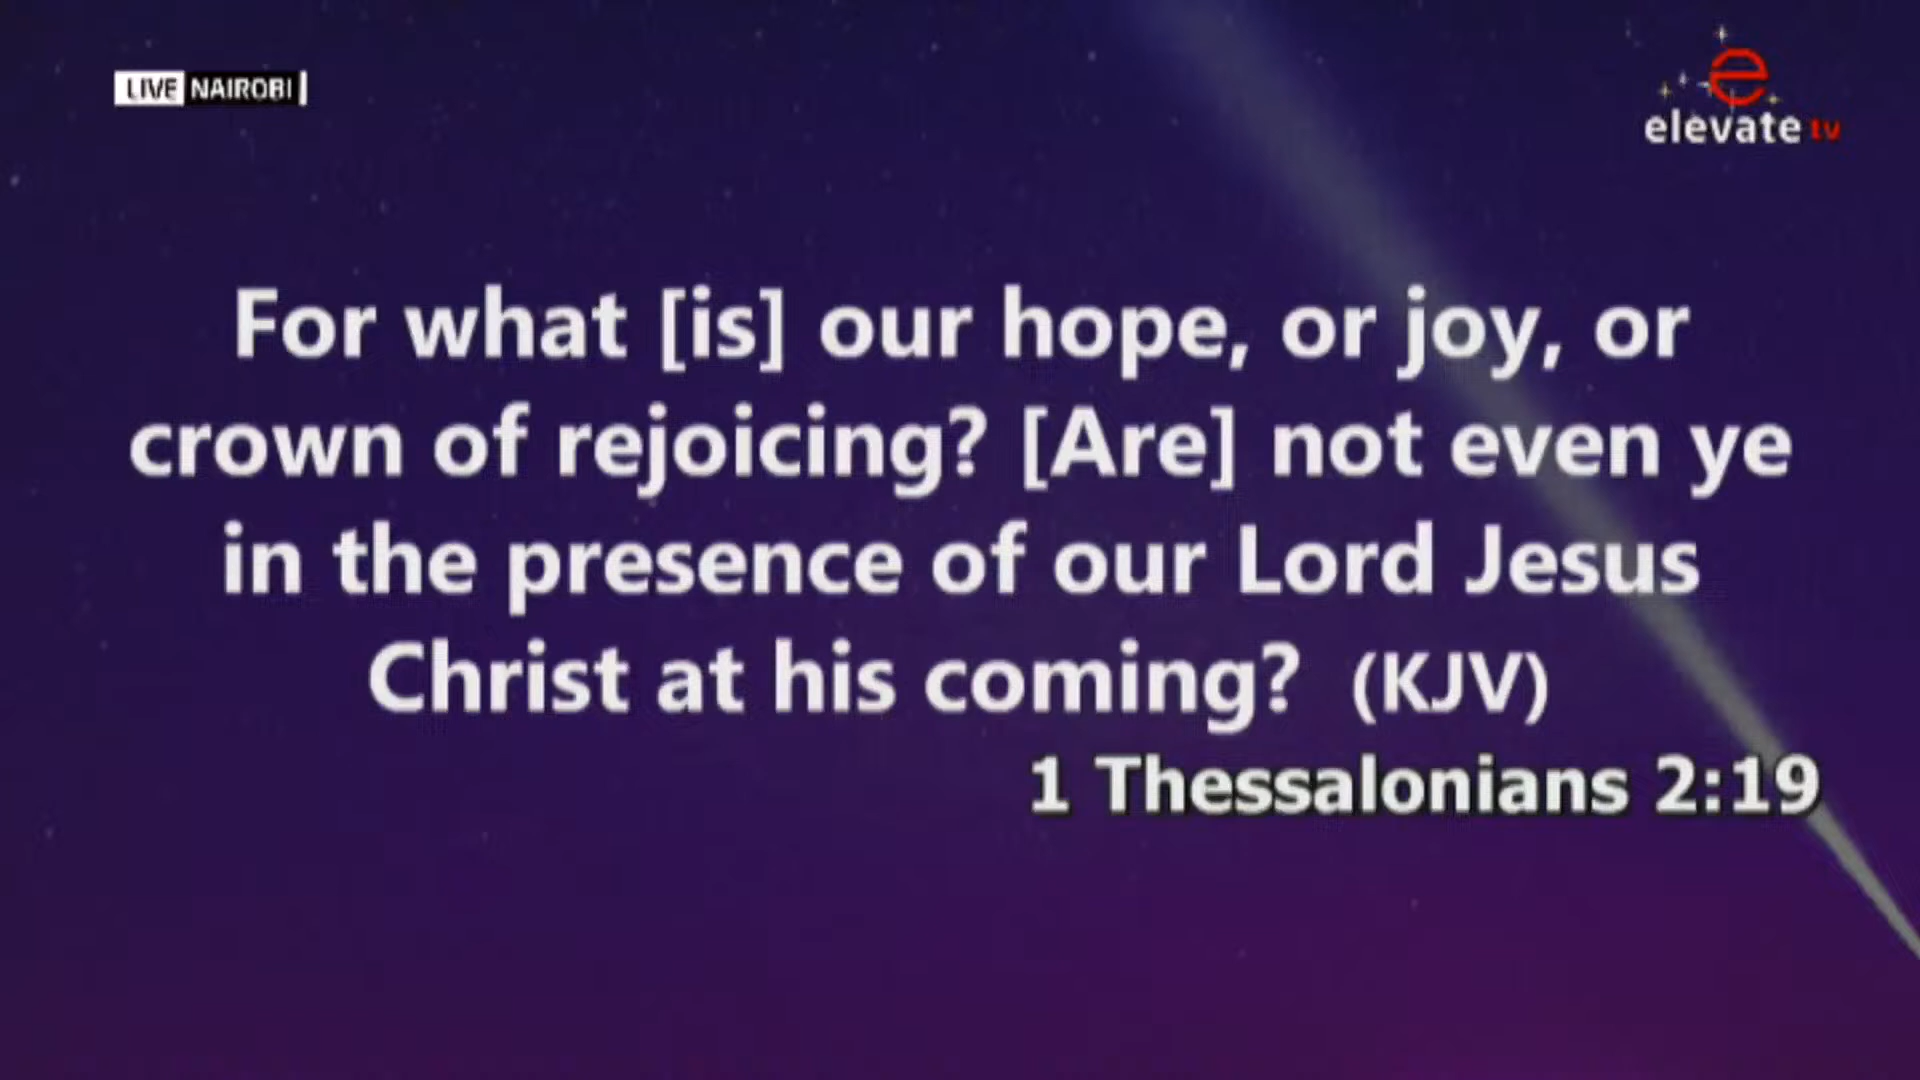 LIVE NAIROBI
e
elevate tv
For what [is] our hope, or joy, or
crown of rejoicing? [Are] not even ye
in the presence of our Lord Jesus
Christ at his coming? (KJV)
1 Thessalonians 2:19